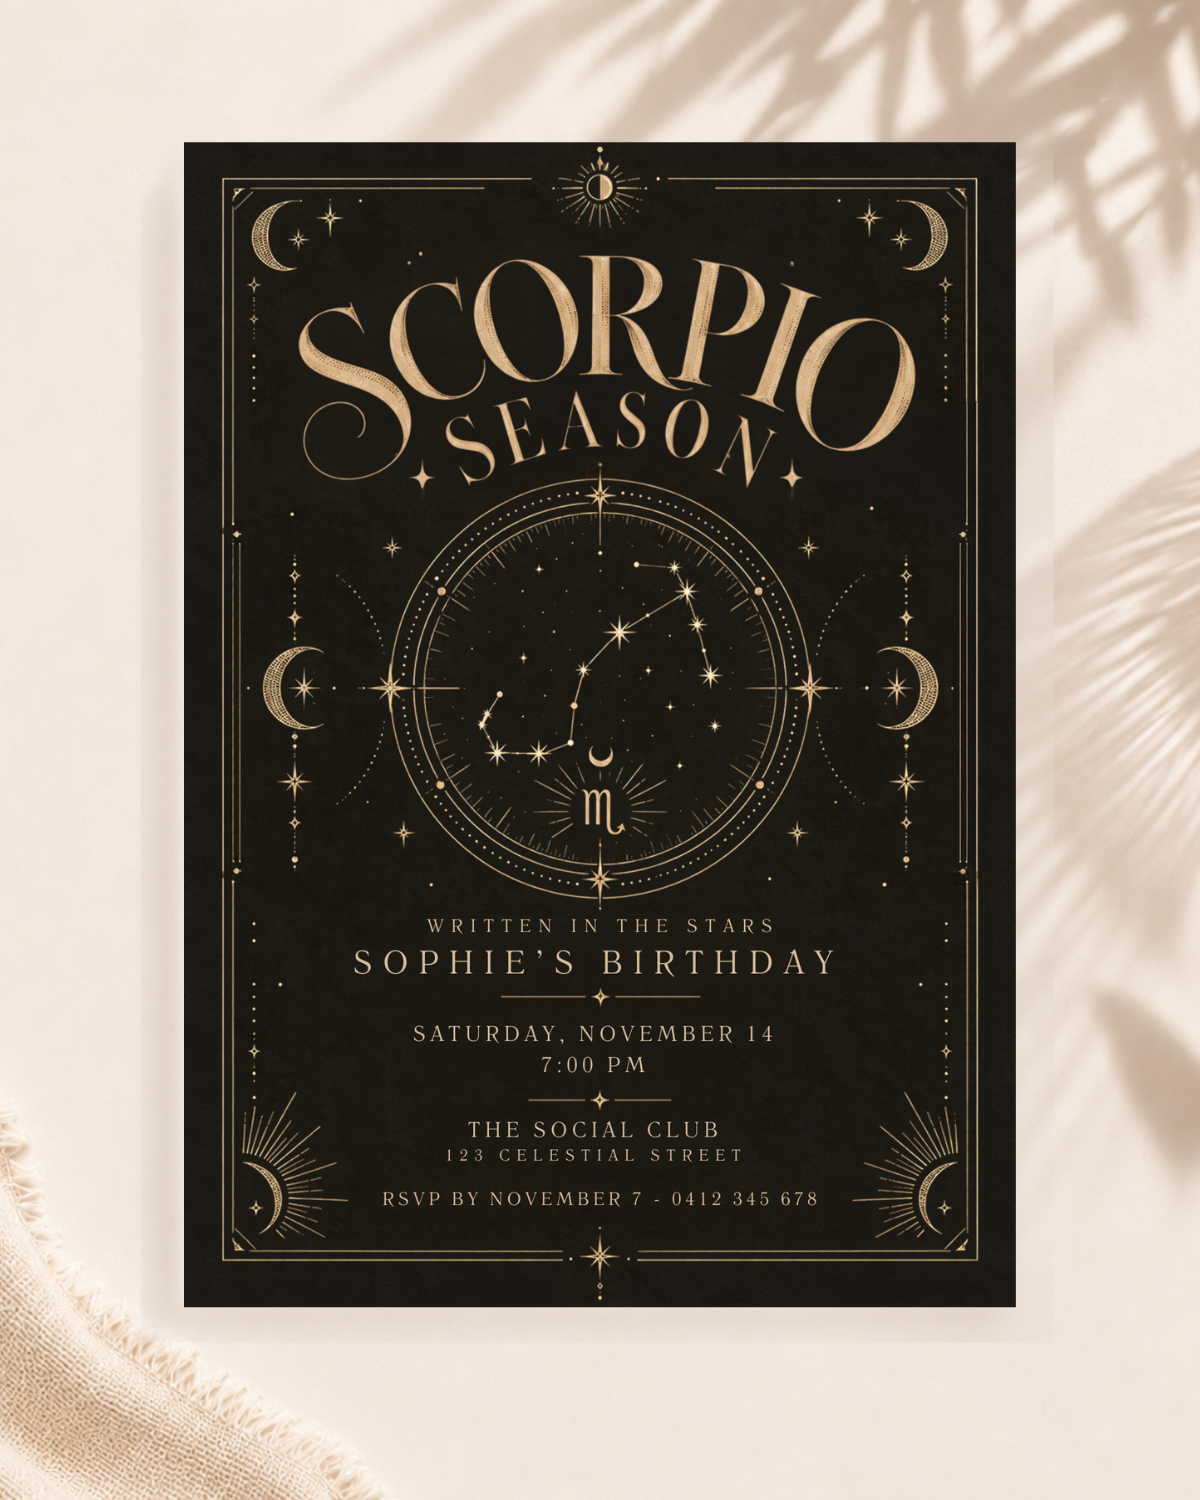 SCORPIO
SEASON
♏
WRITTEN IN THE STARS
SOPHIE’S BIRTHDAY
SATURDAY, NOVEMBER 14
7:00 PM
THE SOCIAL CLUB
123 CELESTIAL STREET
RSVP BY NOVEMBER 7 - 0412 345 678